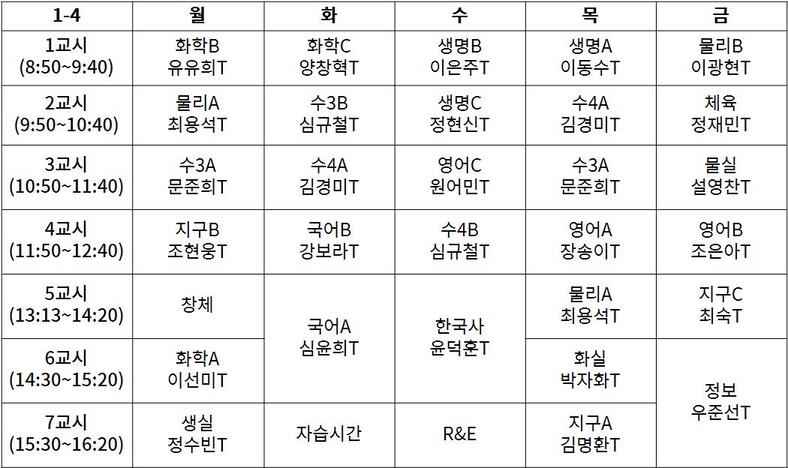 1-4 월 화 수 목 금
1교시 화학B 화학C 생명B 생명A 물리B
(8:50~9:40) 유유희T 양창혁T 이은주T 이동수T 이광현T
2교시 물리A 수3B 생명C 수4A 체육
(9:50~10:40) 최용석T 심규철T 정현신T 김경미T 정재민T
3교시 수3A 수4A 영어C 수3A 물실
(10:50~11:40) 문준희T 김경미T 원어민T 문준희T 설영찬T
4교시 지구B 국어B 수4B 영어A 영어B
(11:50~12:40) 조현웅T 강보라T 심규철T 장송이T 조은아T
5교시 물리A 지구C
(13:13~14:20) 창체 최용석T 최숙T
국어A 한국사
심윤희T 윤덕훈T
6교시 화학A 화실
(14:30~15:20) 이선미T 박자화T
정보
우준선T
7교시 생실 지구A
(15:30~16:20) 정수빈T 자습시간 R&E 김명환T